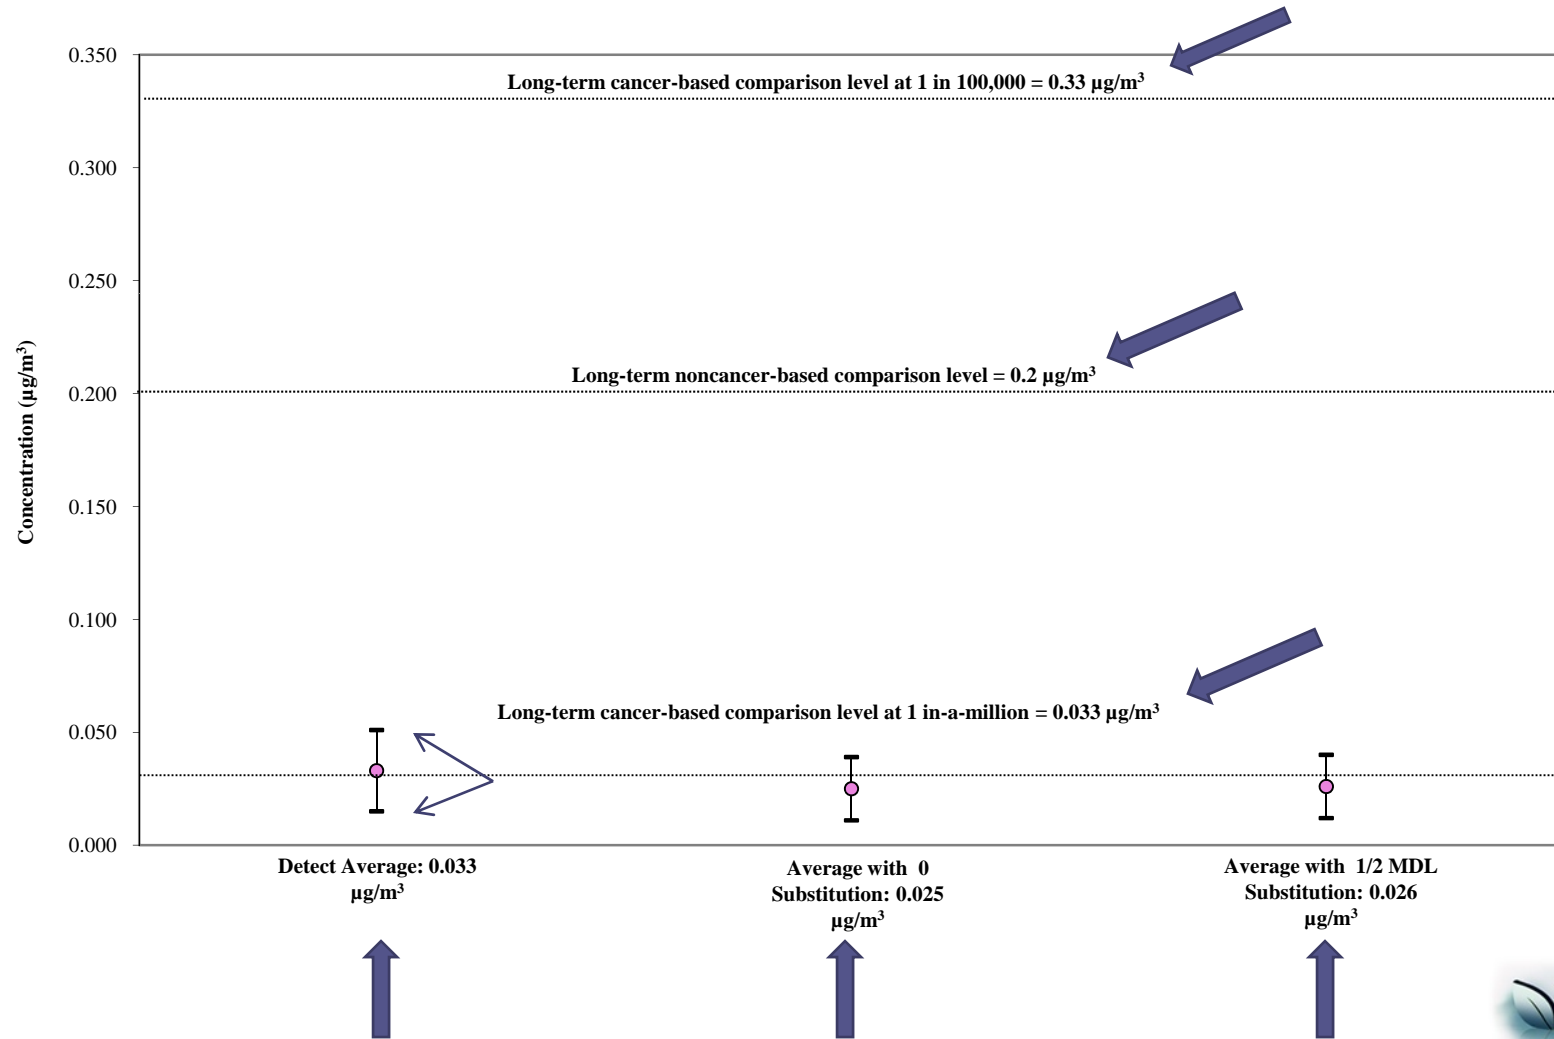 0.350
Long-term cancer-based comparison level at 1 in 100,000 = 0.33 µg/m³
0.300
0.250
Long-term noncancer-based comparison level = 0.2 µg/m³
0.200
Concentration (µg/m³)
0.150
0.100
Long-term cancer-based comparison level at 1 in-a-million = 0.033 µg/m³
0.050
0.000
Detect Average: 0.033
µg/m³
Average with 0
Substitution: 0.025
µg/m³
Average with 1/2 MDL
Substitution: 0.026
µg/m³